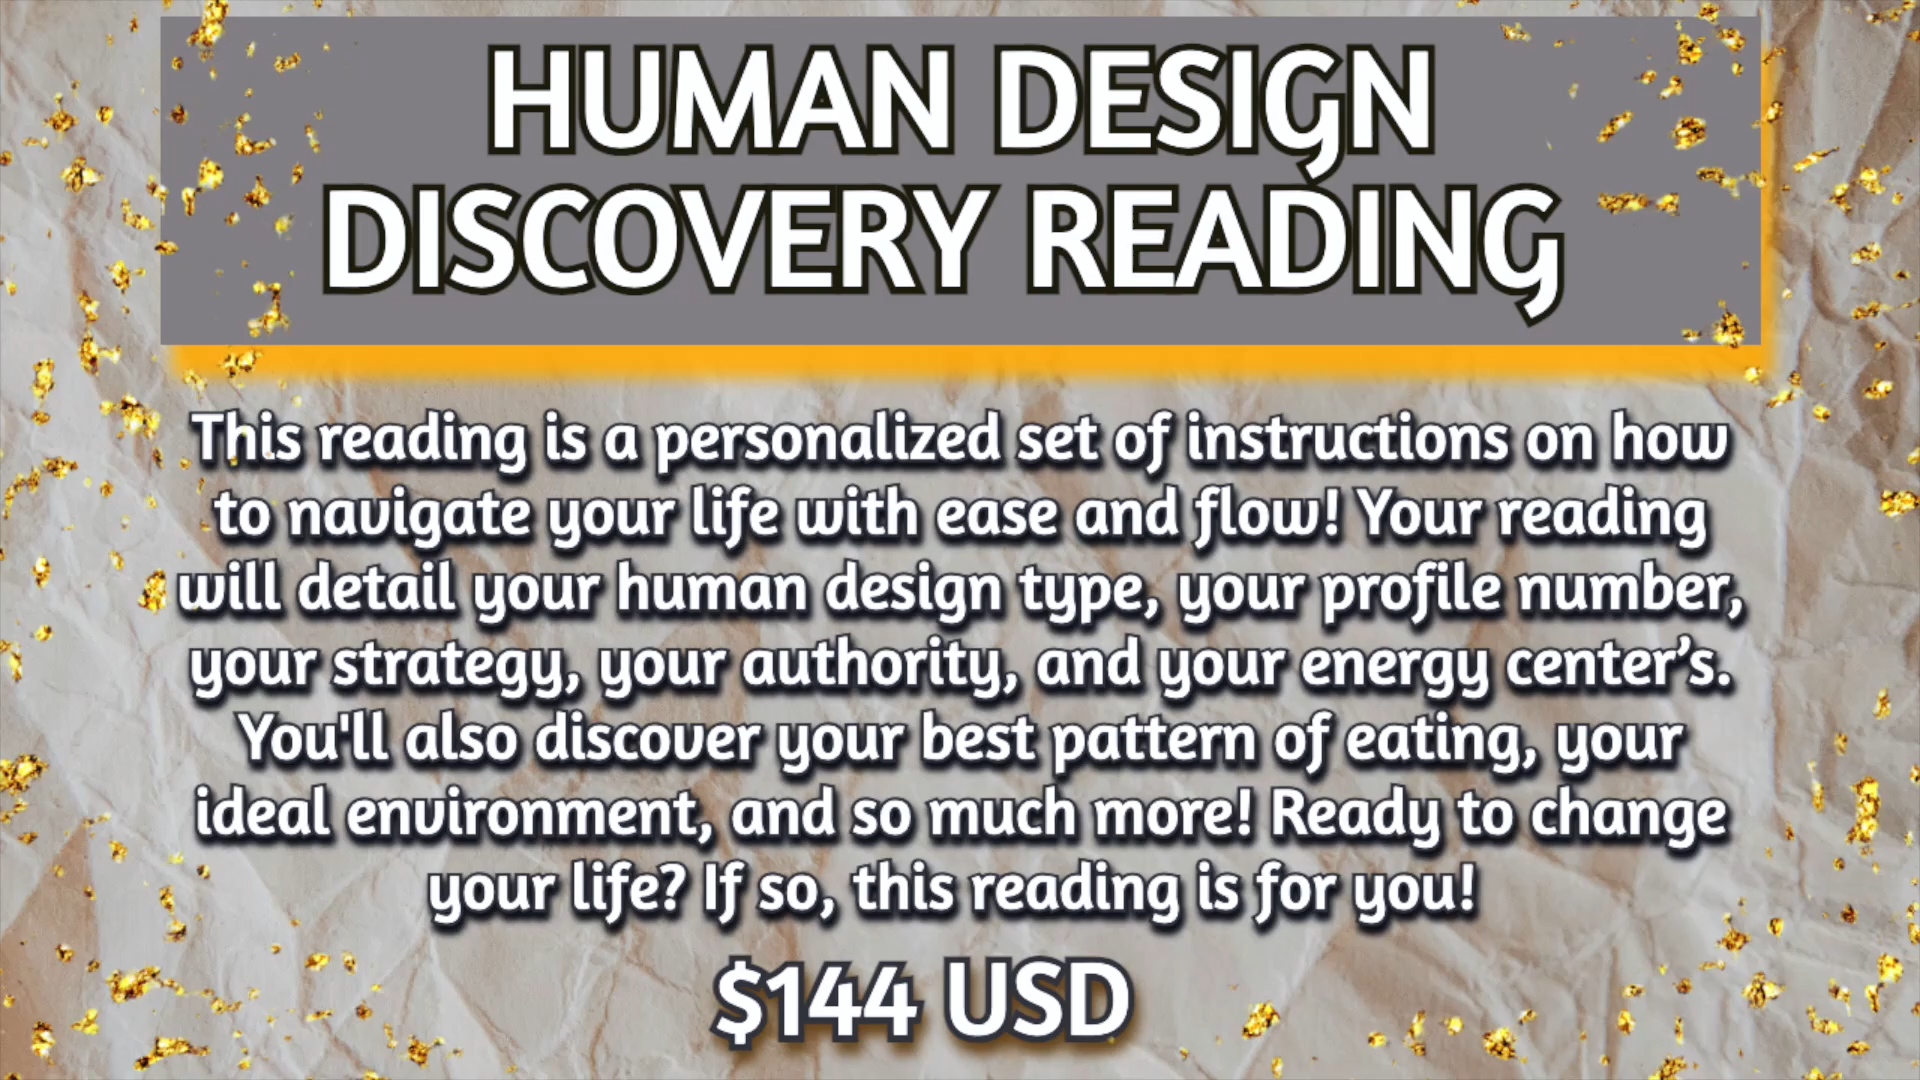 HUMAN DESIGN
DISCOVERY READING
This reading is a personalized set of instructions on how
to navigate your life with ease and flow! Your reading
will detail your human design type, your profile number,
your strategy, your authority, and your energy center’s.
You'll also discover your best pattern of eating, your
ideal environment, and so much more! Ready to change
your life? If so, this reading is for you!
$144 USD